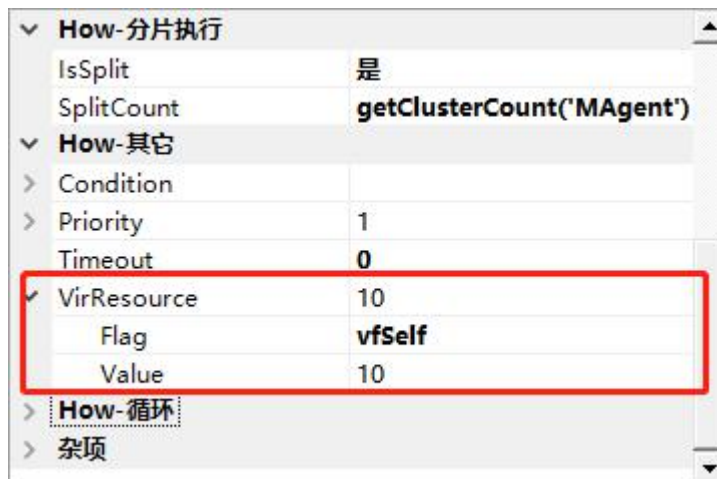 How-分片执行
IsSplit 是
SplitCount getClusterCount('MAgent')
How-其它
Condition
Priority 1
Timeout 0
VirResource 10
Flag vfSelf
Value 10
How-循环
杂项